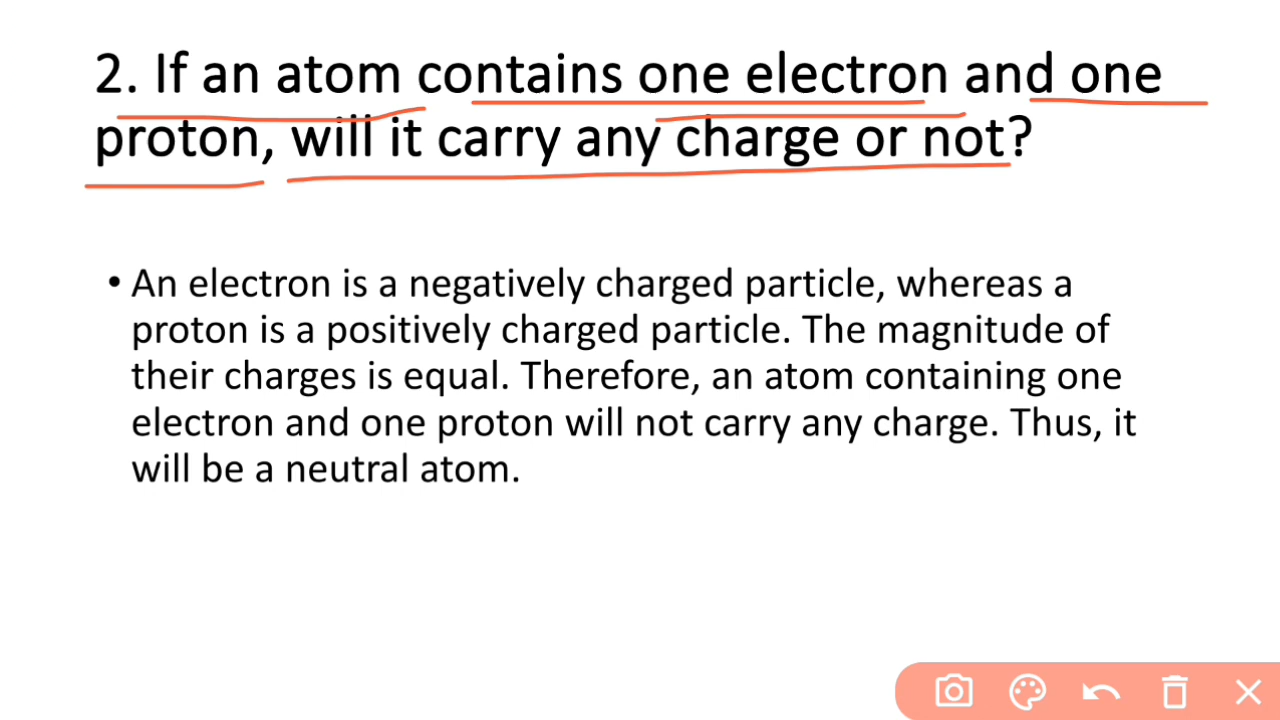 2. If an atom contains one electron and one
proton, will it carry any charge or not?
• An electron is a negatively charged particle, whereas a
proton is a positively charged particle. The magnitude of
their charges is equal. Therefore, an atom containing one
electron and one proton will not carry any charge. Thus, it
will be a neutral atom.